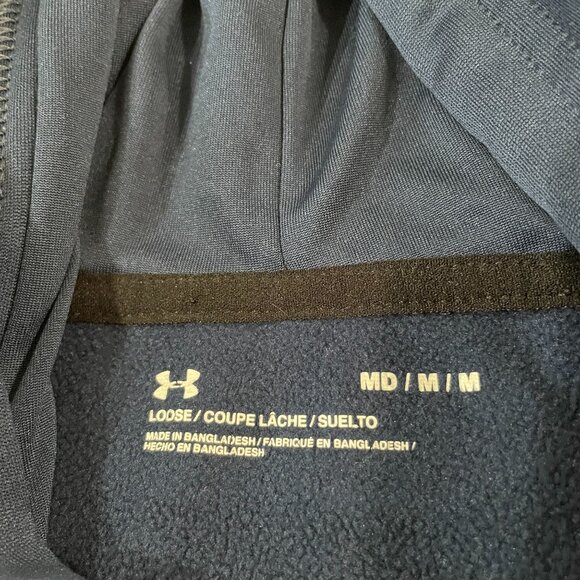 MD / M / M
LOOSE / COUPE LÂCHE / SUELTO
MADE IN BANGLADESH / FABRIQUÉ EN BANGLADESH /
HECHO EN BANGLADESH